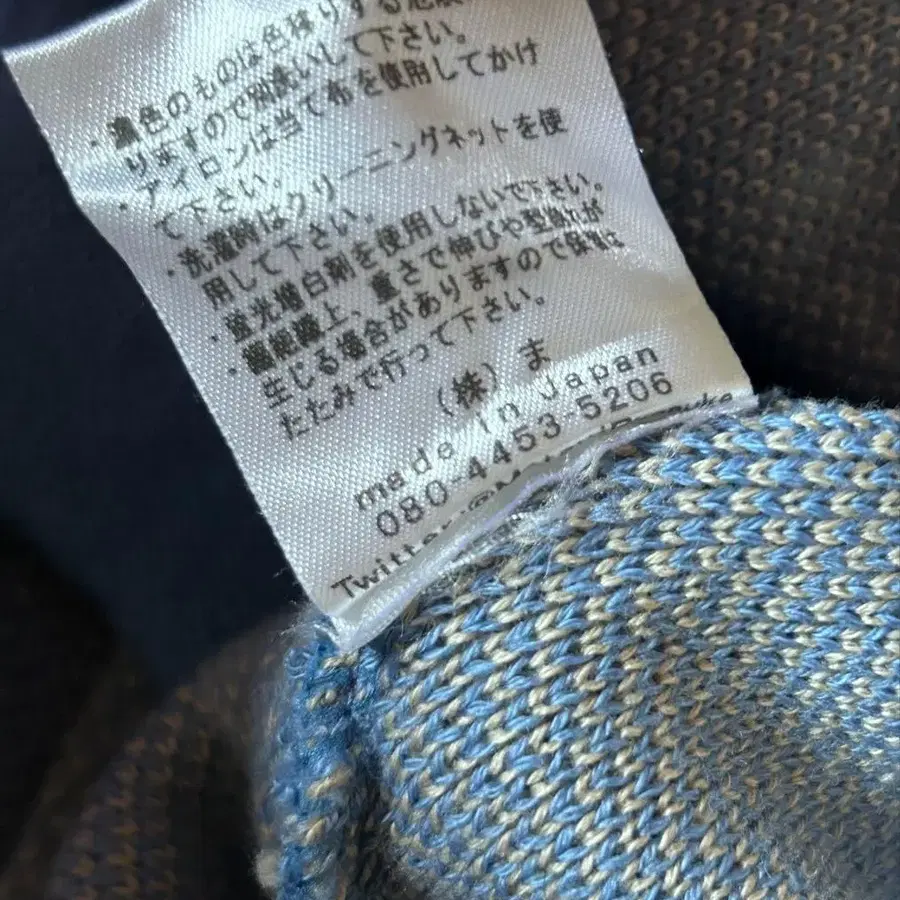 ・濃色のものは色移りする危険
りますので別洗いして下さい。
・アイロンは当て布を使用してかけ
て下さい。
・洗濯時はクリーニングネットを使
用して下さい。
・蛍光増白剤を使用しないで下さい。
・編組織上、重さで伸びや型崩れが
生じる場合がありますので保管は
たたみで行って下さい。
(株)ま
made in Japan
080-4453-5206
Twitter